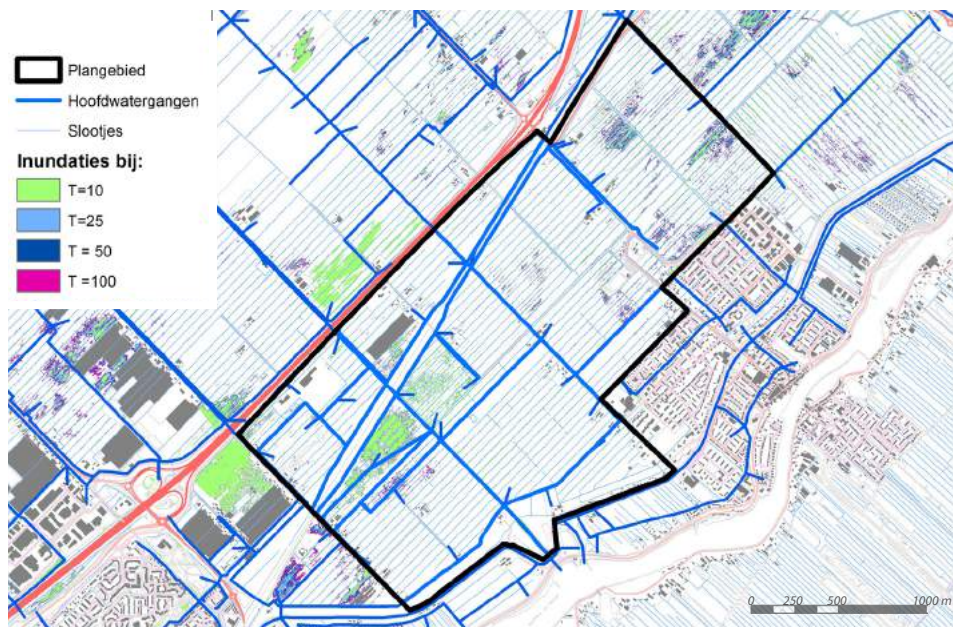 Plangebied
Hoofdwatergangen
Slootjes
Inundaties bij:
T=10
T=25
T = 50
T =100
0 250 500 1000 m